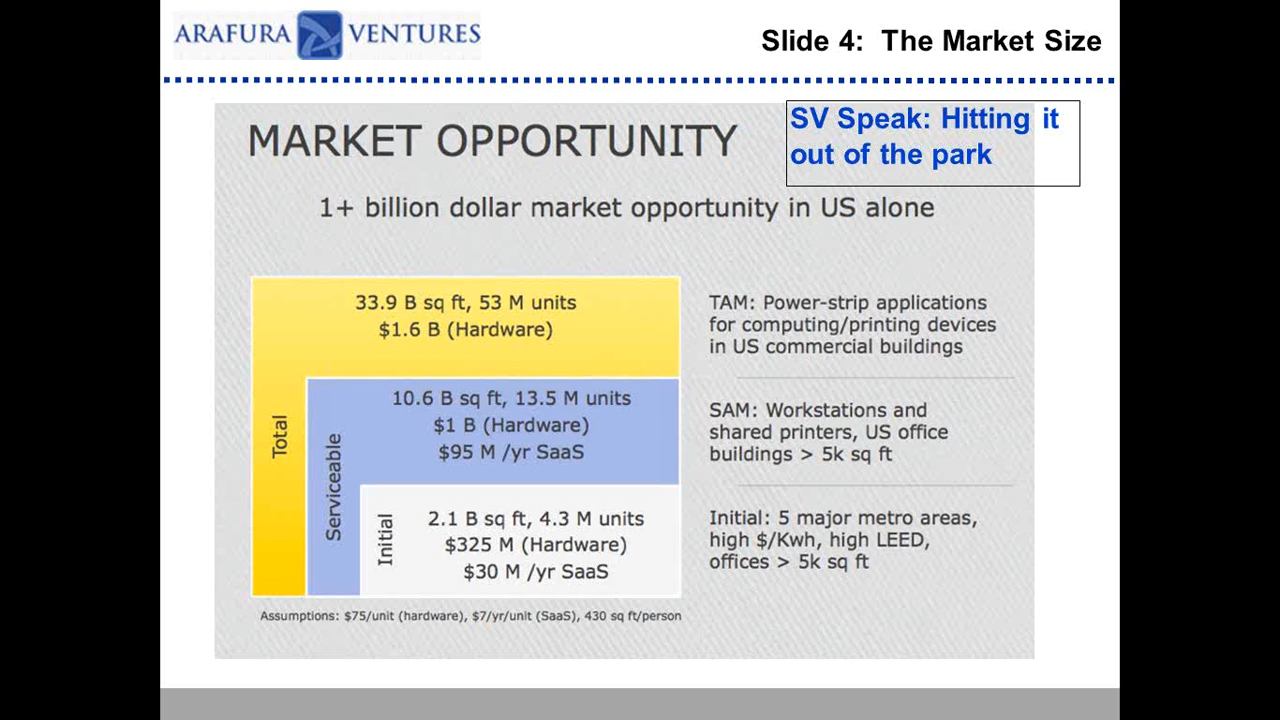 ARAFURA VENTURES
Slide 4: The Market Size
SV Speak: Hitting it
out of the park
MARKET OPPORTUNITY
1+ billion dollar market opportunity in US alone
33.9 B sq ft, 53 M units
$1.6 B (Hardware)
TAM: Power-strip applications
for computing/printing devices
in US commercial buildings
Total
10.6 B sq ft, 13.5 M units
$1 B (Hardware)
$95 M /yr SaaS
SAM: Workstations and
shared printers, US office
buildings > 5k sq ft
Serviceable
2.1 B sq ft, 4.3 M units
$325 M (Hardware)
$30 M /yr SaaS
Initial
Initial: 5 major metro areas,
high $/Kwh, high LEED,
offices > 5k sq ft
Assumptions: $75/unit (hardware), $7/yr/unit (SaaS), 430 sq ft/person